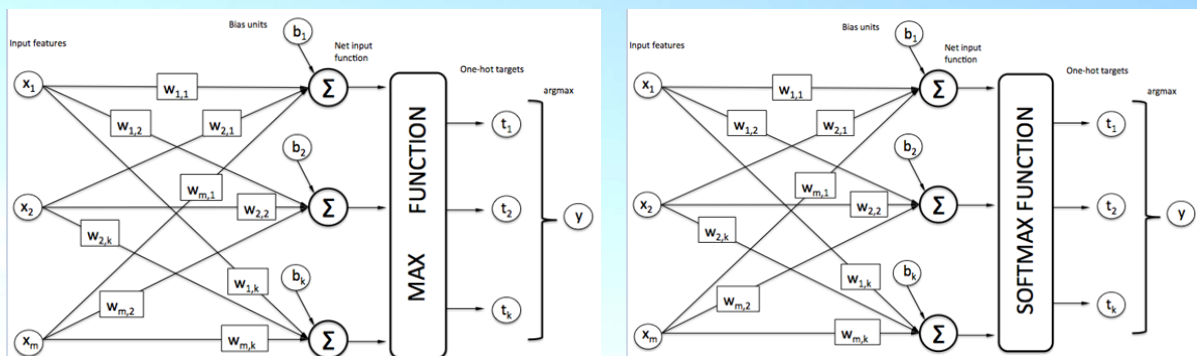 Bias units
b1
Input features
Net input
function
One-hot targets
x1
w1,1
Σ
w1,2
w2,1
t1
b2
wm,1
x2
w2,2
Σ
MAX FUNCTION
t2
y
w2,k
w1,k
bk
wm,2
t3k
xm
wm,k
Σ
Bias units
b1
Input features
Net input
function
One-hot targets
argmax
x1
w1,1
Σ
w1,2
w2,1
t1
b2
wm,1
x2
w2,2
Σ
SOFTMAX FUNCTION
t2
y
w2,k
w1,k
bk
wm,2
tk
xm
wm,k
Σ